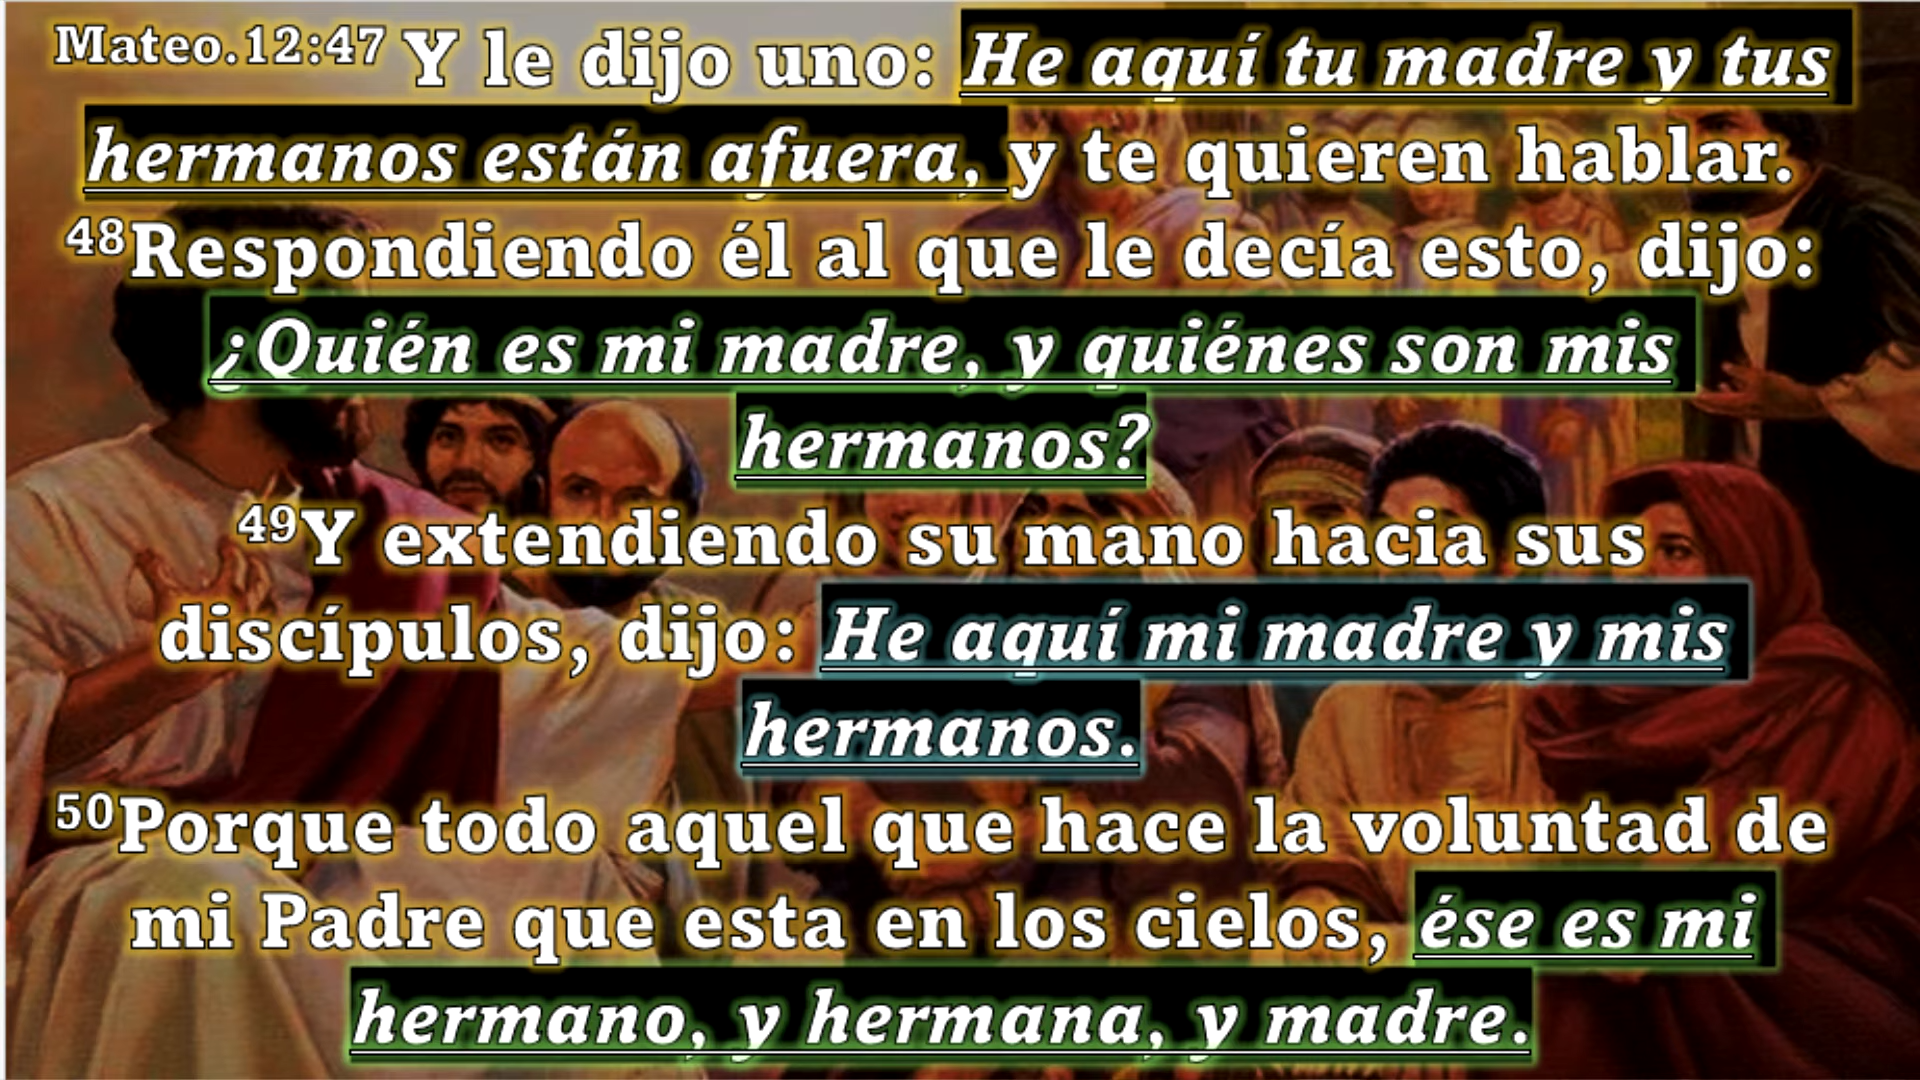 Mateo.12:47 Y le dijo uno: He aquí tu madre y tus
hermanos están afuera, y te quieren hablar.
48Respondiendo él al que le decía esto, dijo:
¿Quién es mi madre, y quiénes son mis
hermanos?
49Y extendiendo su mano hacia sus
discípulos, dijo: He aquí mi madre y mis
hermanos.
50Porque todo aquel que hace la voluntad de
mi Padre que esta en los cielos, ése es mi
hermano, y hermana, y madre.